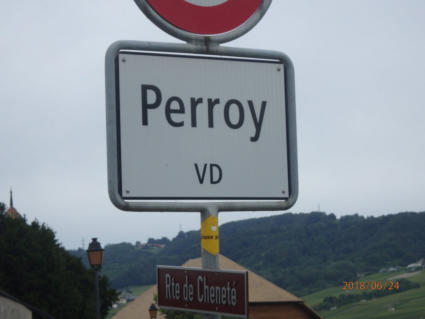 Perroy
VD
Rte de Cheneté
2018/06/24